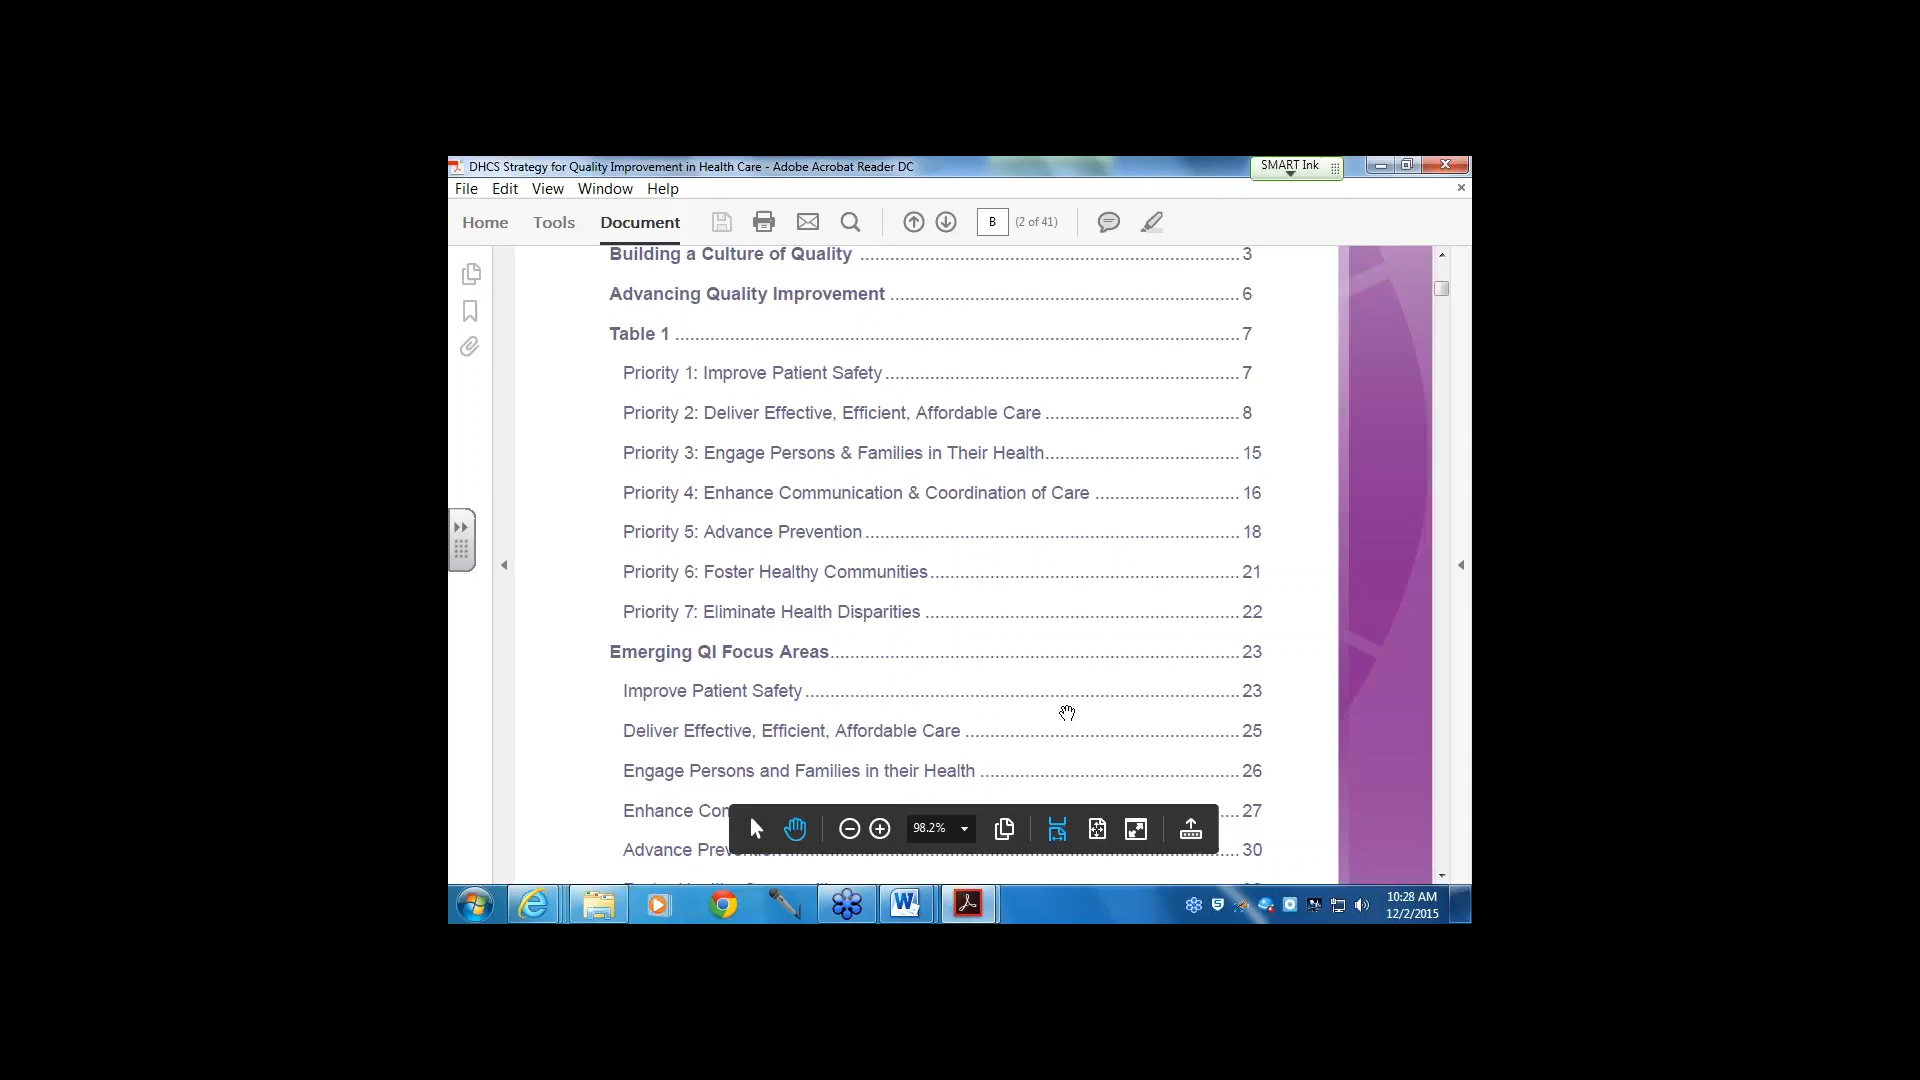 DHCS Strategy for Quality Improvement in Health Care - Adobe Acrobat Reader DC
SMART Ink
File Edit View Window Help
Home Tools Document B (2 of 41)
Building a Culture of Quality 3
Advancing Quality Improvement 6
Table 1 7
Priority 1: Improve Patient Safety 7
Priority 2: Deliver Effective, Efficient, Affordable Care 8
Priority 3: Engage Persons & Families in Their Health 15
Priority 4: Enhance Communication & Coordination of Care 16
Priority 5: Advance Prevention 18
Priority 6: Foster Healthy Communities 21
Priority 7: Eliminate Health Disparities 22
Emerging QI Focus Areas 23
Improve Patient Safety 23
Deliver Effective, Efficient, Affordable Care 25
Engage Persons and Families in their Health 26
Enhance 27
98.2%
Advance 30
10:28 AM
12/2/2015